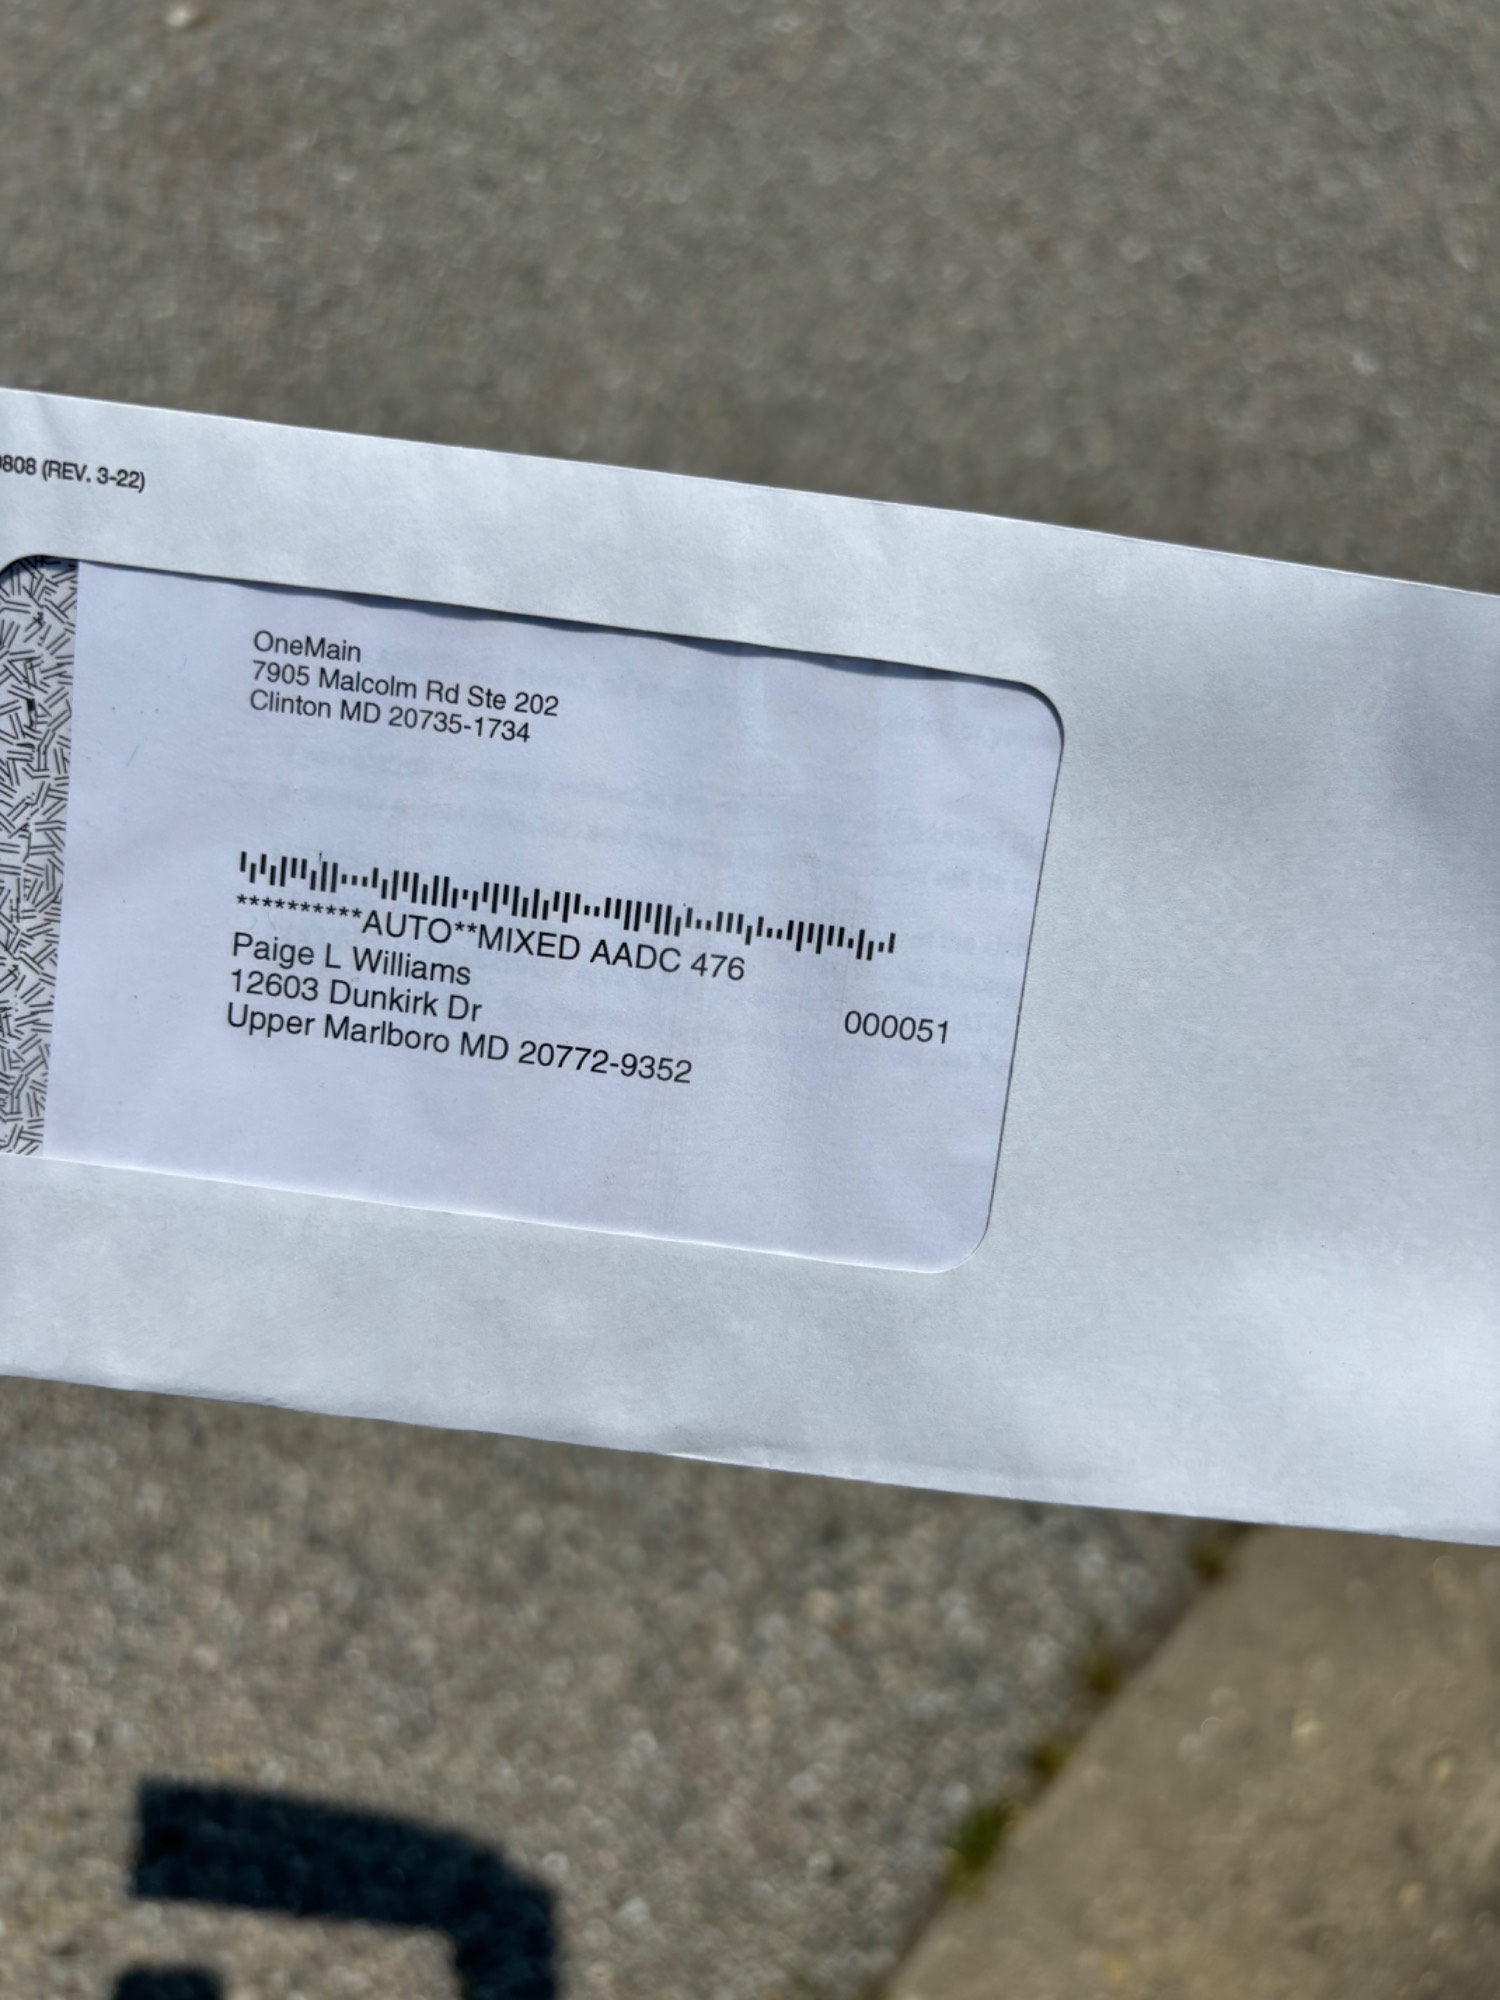 (REV. 3-22)
OneMain
7905 Malcolm Rd Ste 202
Clinton MD 20735-1734
**********AUTO**MIXED AADC 476
Paige L Williams
12603 Dunkirk Dr
000051
Upper Marlboro MD 20772-9352